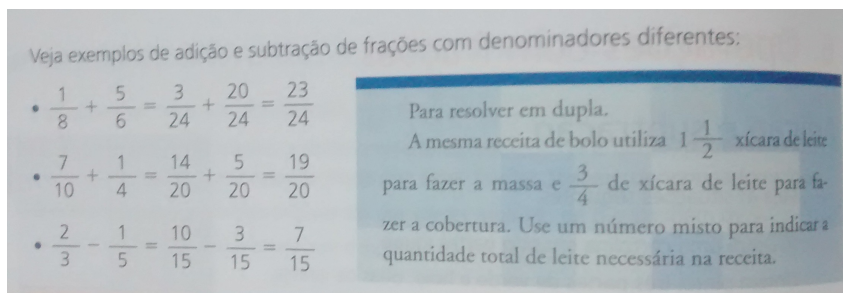 Veja exemplos de adição e subtração de frações com denominadores diferentes:
• 1/8 + 5/6 = 3/24 + 20/24 = 23/24
• 7/10 + 1/4 = 14/20 + 5/20 = 19/20
• 2/3 − 1/5 = 10/15 − 3/15 = 7/15
Para resolver em dupla.
A mesma receita de bolo utiliza 1 1/2 xícara de leite
para fazer a massa e 3/4 de xícara de leite para fa-
zer a cobertura. Use um número misto para indicar a
quantidade total de leite necessária na receita.